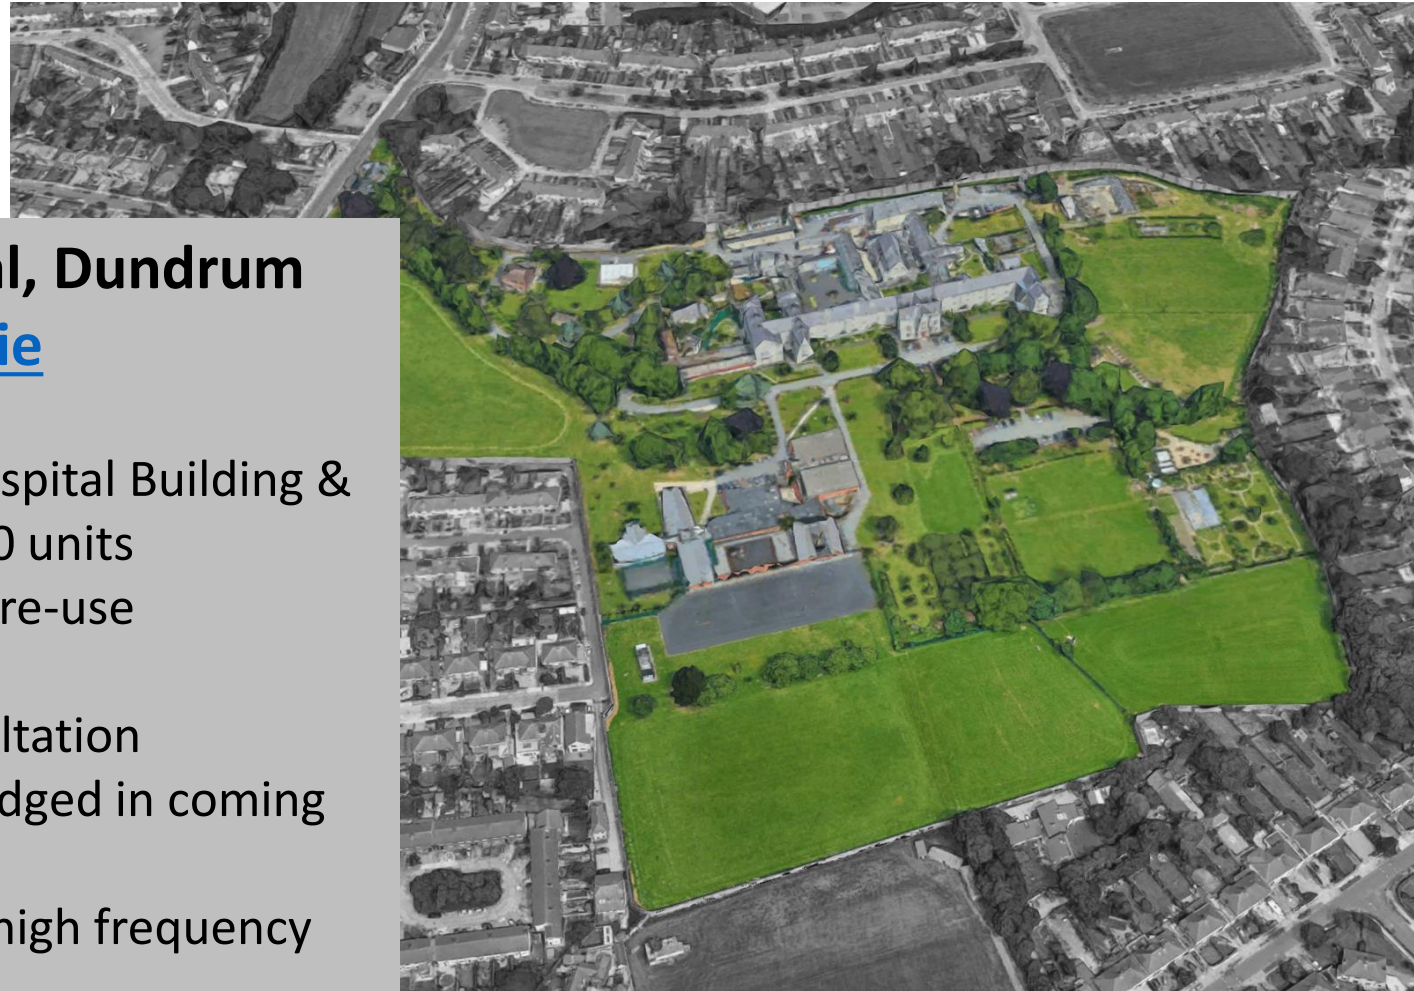 l, Dundrum
ie
spital Building &
0 units
re-use
ltation
dged in coming
high frequency